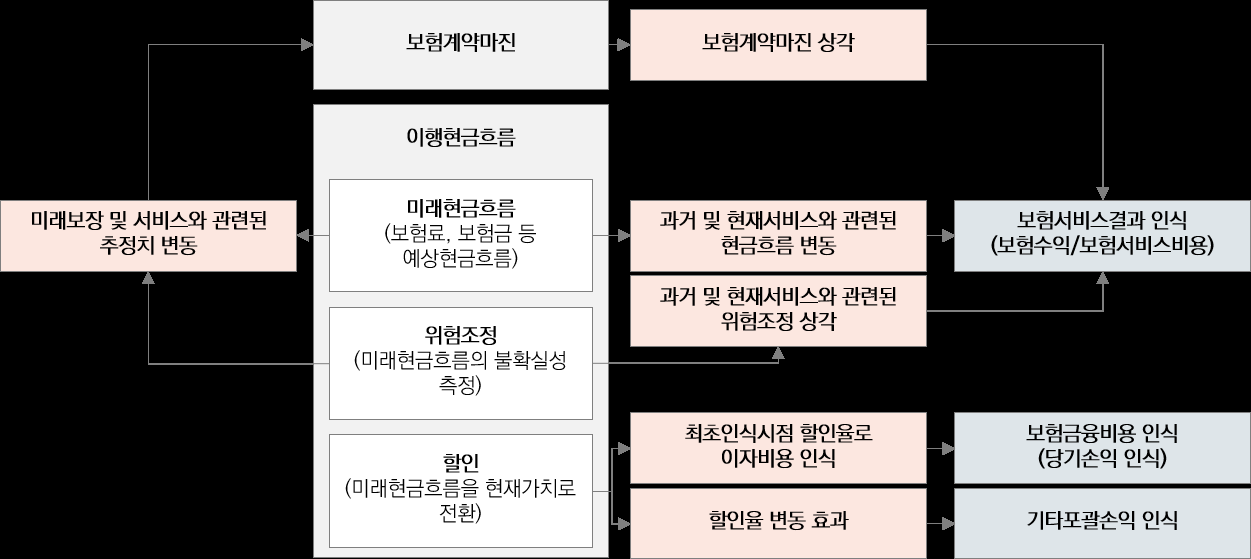 보험계약마진
보험계약마진 상각
이행현금흐름
미래보장 및 서비스와 관련된
추정치 변동
미래현금흐름
(보험료, 보험금 등
예상현금흐름)
과거 및 현재서비스와 관련된
현금흐름 변동
보험서비스결과 인식
(보험수익/보험서비스비용)
과거 및 현재서비스와 관련된
위험조정 상각
위험조정
(미래현금흐름의 불확실성
측정)
할인
(미래현금흐름을 현재가치로
전환)
최초인식시점 할인율로
이자비용 인식
보험금융비용 인식
(당기손익 인식)
할인율 변동 효과
기타포괄손익 인식